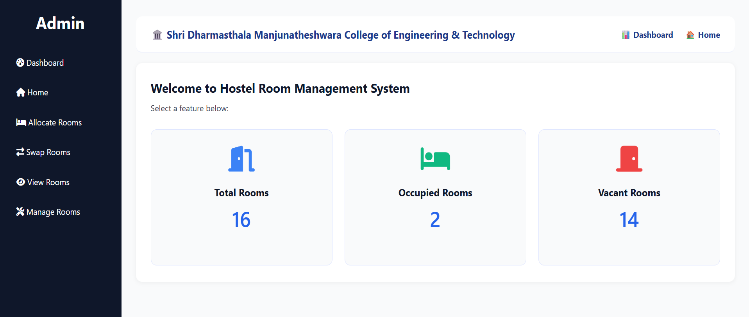 Admin
Dashboard
Home
Allocate Rooms
Swap Rooms
View Rooms
Manage Rooms
Shri Dharmasthala Manjunatheshwara College of Engineering & Technology
Dashboard
Home
Welcome to Hostel Room Management System
Select a feature below:
Total Rooms
16
Occupied Rooms
2
Vacant Rooms
14